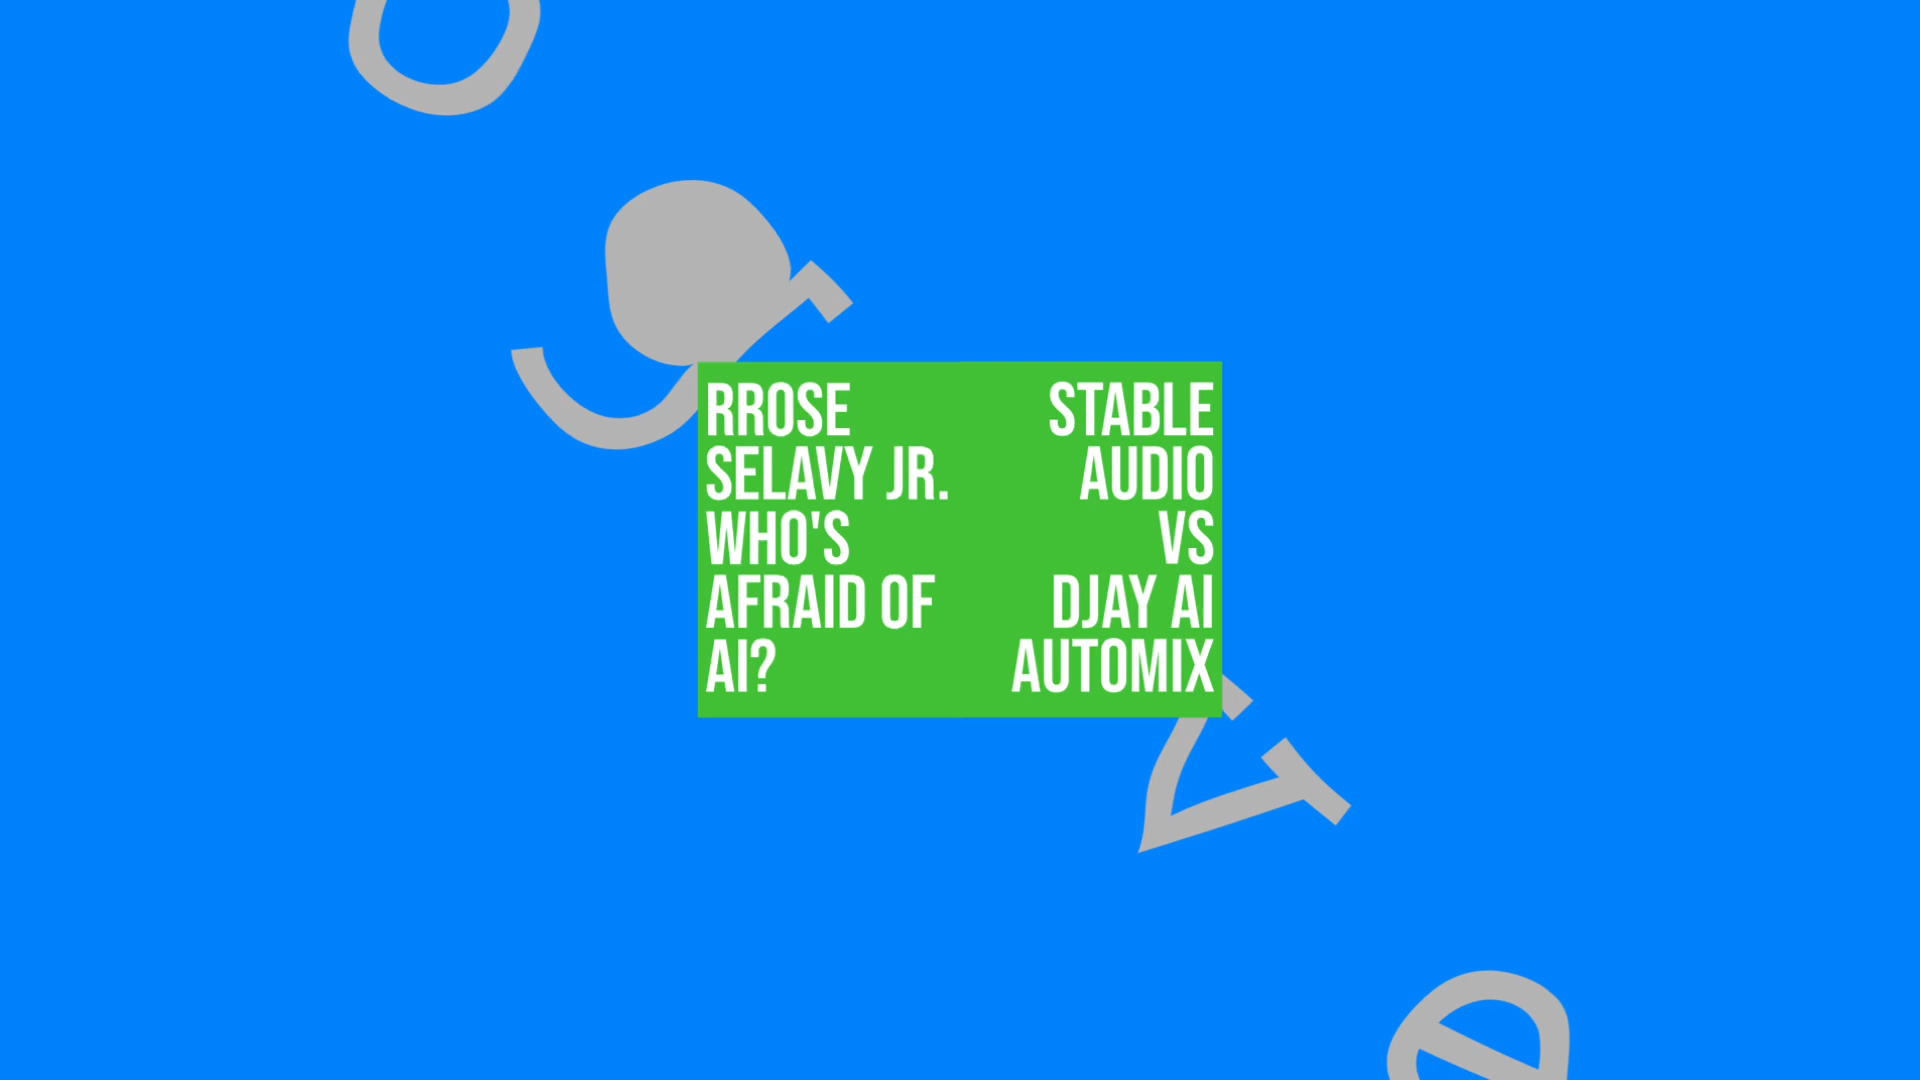 RROSE
SELAVY JR.
WHO'S
AFRAID OF
AI?
STABLE
AUDIO
VS
DJAY AI
AUTOMIX